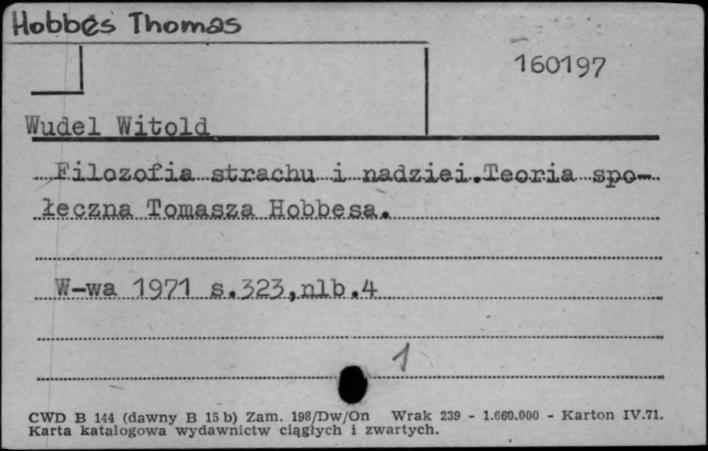 Hobbes Thomas
160197
Wudel Witold
Filozofia strachu i nadziei.Teoria spo-
łeczna Tomasza Hobbesa.
W-wa 1971 s.323,nlb.4
1
CWD B 144 (dawny B 15 b) Zam. 198/Dw/On Wrak 239 - 1.660.000 - Karton IV.71.
Karta katalogowa wydawnictw ciągłych i zwartych.